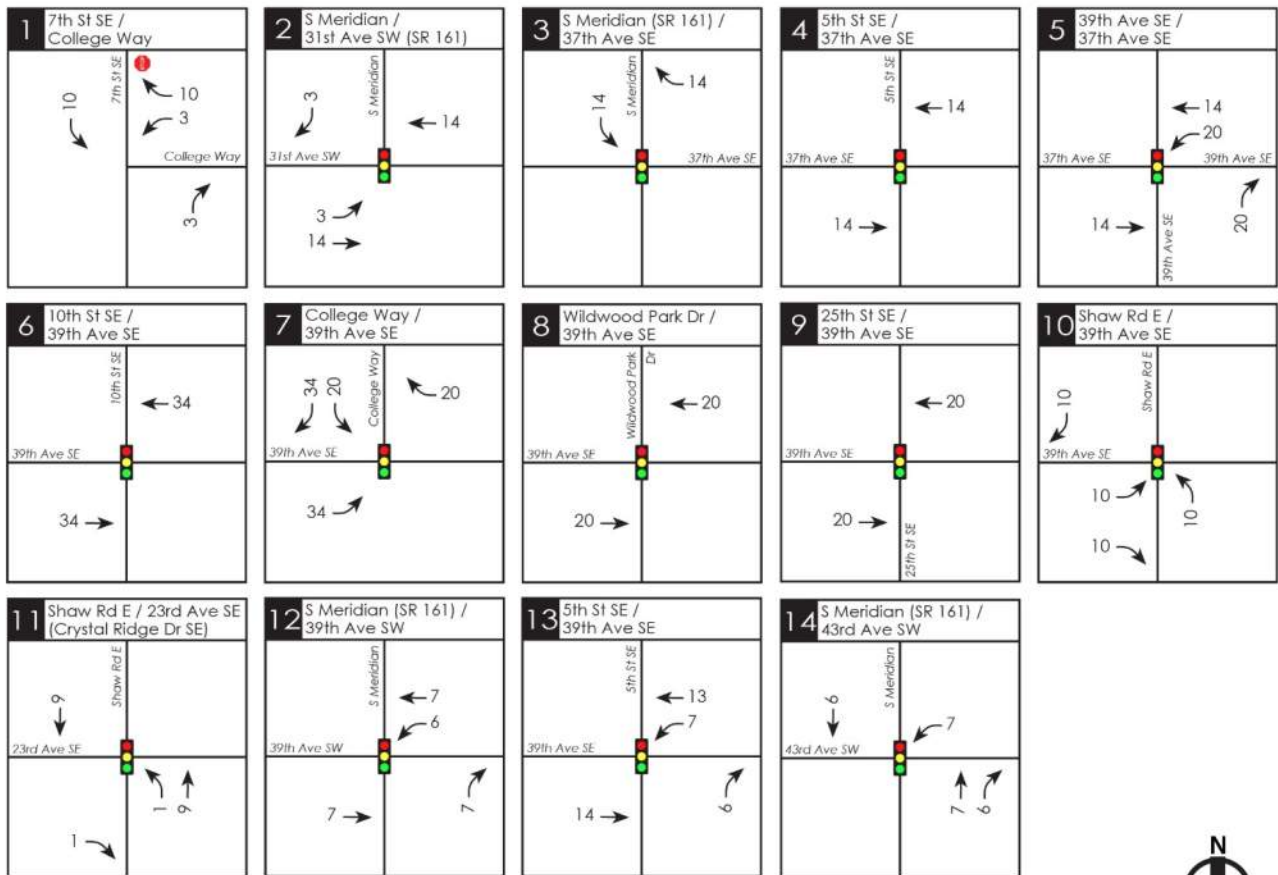 1
7th St SE /
College Way
7th St SE
10
10
3
College Way
3
2
S Meridian /
31st Ave SW (SR 161)
S Meridian
3
14
31st Ave SW
3
14
3
S Meridian (SR 161) /
37th Ave SE
S Meridian
14
14
37th Ave SE
4
5th St SE /
37th Ave SE
5th St SE
14
37th Ave SE
14
5
39th Ave SE /
37th Ave SE
14
20
37th Ave SE
39th Ave SE
14
20
39th Ave SE
6
10th St SE /
39th Ave SE
10th St SE
34
39th Ave SE
34
7
College Way /
39th Ave SE
College Way
34
20
20
39th Ave SE
34
8
Wildwood Park Dr /
39th Ave SE
Wildwood Park
Dr
20
39th Ave SE
20
9
25th St SE /
39th Ave SE
20
39th Ave SE
20
25th St SE
10
Shaw Rd E /
39th Ave SE
Shaw Rd E
10
39th Ave SE
10
10
10
11
Shaw Rd E / 23rd Ave SE
(Crystal Ridge Dr SE)
Shaw Rd E
9
23rd Ave SE
1
9
1
12
S Meridian (SR 161) /
39th Ave SW
S Meridian
7
6
39th Ave SW
7
7
13
5th St SE /
39th Ave SE
5th St SE
13
7
39th Ave SE
14
6
14
S Meridian (SR 161) /
43rd Ave SW
S Meridian
6
7
43rd Ave SW
7
6
N